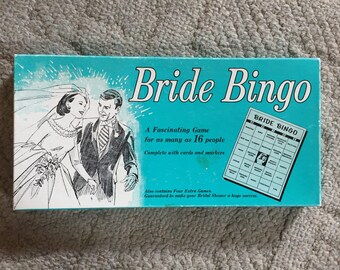 Bride Bingo
A Fascinating Game
for as many as 16 people
Complete with cards and markers
BRIDE BINGO
Also contains Four Extra Games
Guaranteed to make your Bridal Shower a huge success.